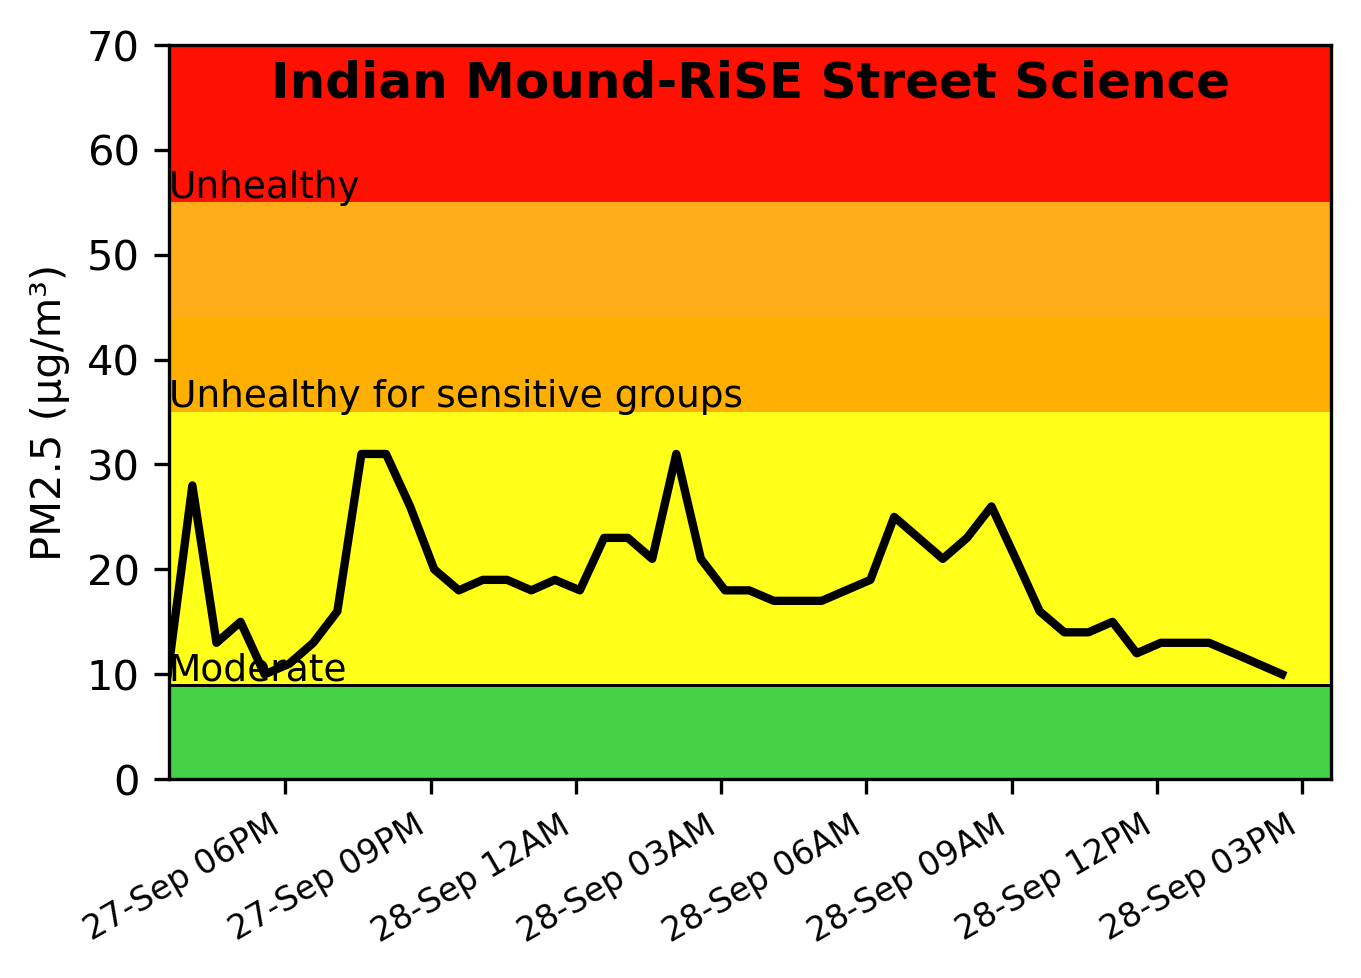 Indian Mound-RiSE Street Science
PM2.5 (µg/m³)
70
60
50
40
30
20
10
0
Unhealthy
Unhealthy for sensitive groups
Moderate
27-Sep 06PM
27-Sep 09PM
28-Sep 12AM
28-Sep 03AM
28-Sep 06AM
28-Sep 09AM
28-Sep 12PM
28-Sep 03PM